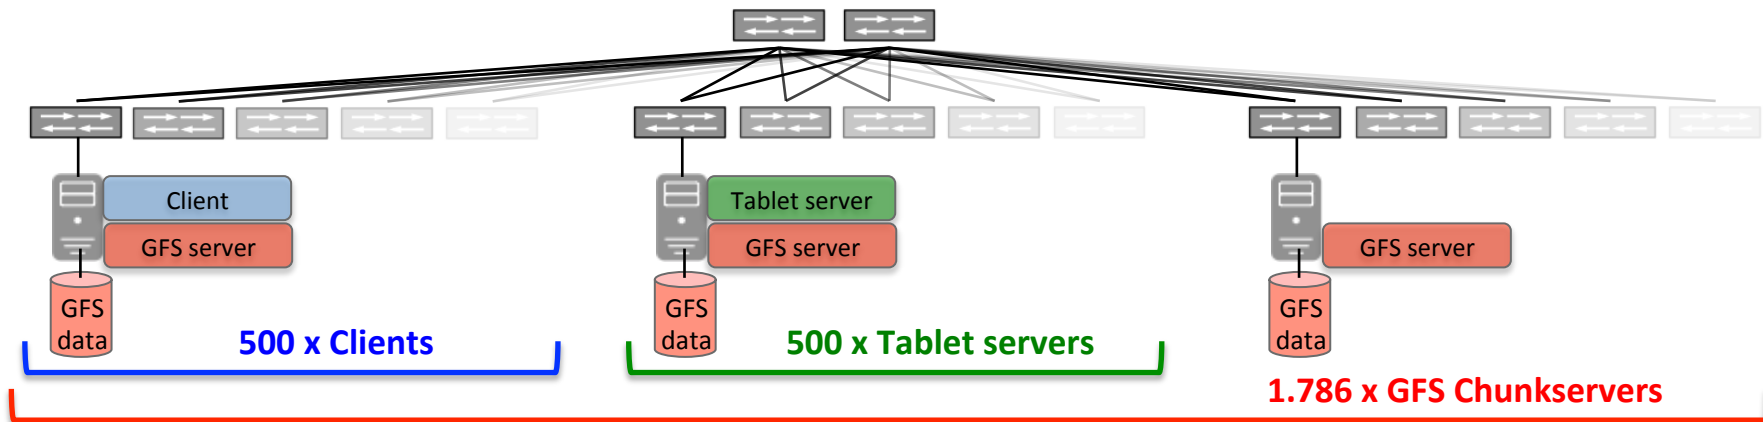 Client
GFS server
GFS
data
500 x Clients
Tablet server
GFS server
GFS
data
500 x Tablet servers
GFS server
GFS
data
1.786 x GFS Chunkservers